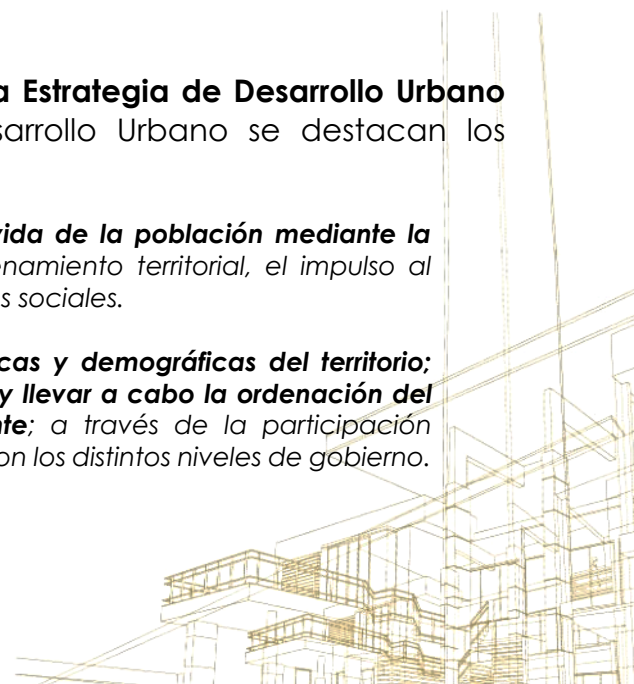 a Estrategia de Desarrollo Urbano
sarrollo Urbano se destacan los
vida de la población mediante la
enamiento territorial, el impulso al
s sociales.
cas y demográficas del territorio;
y llevar a cabo la ordenación del
nte; a través de la participación
on los distintos niveles de gobierno.